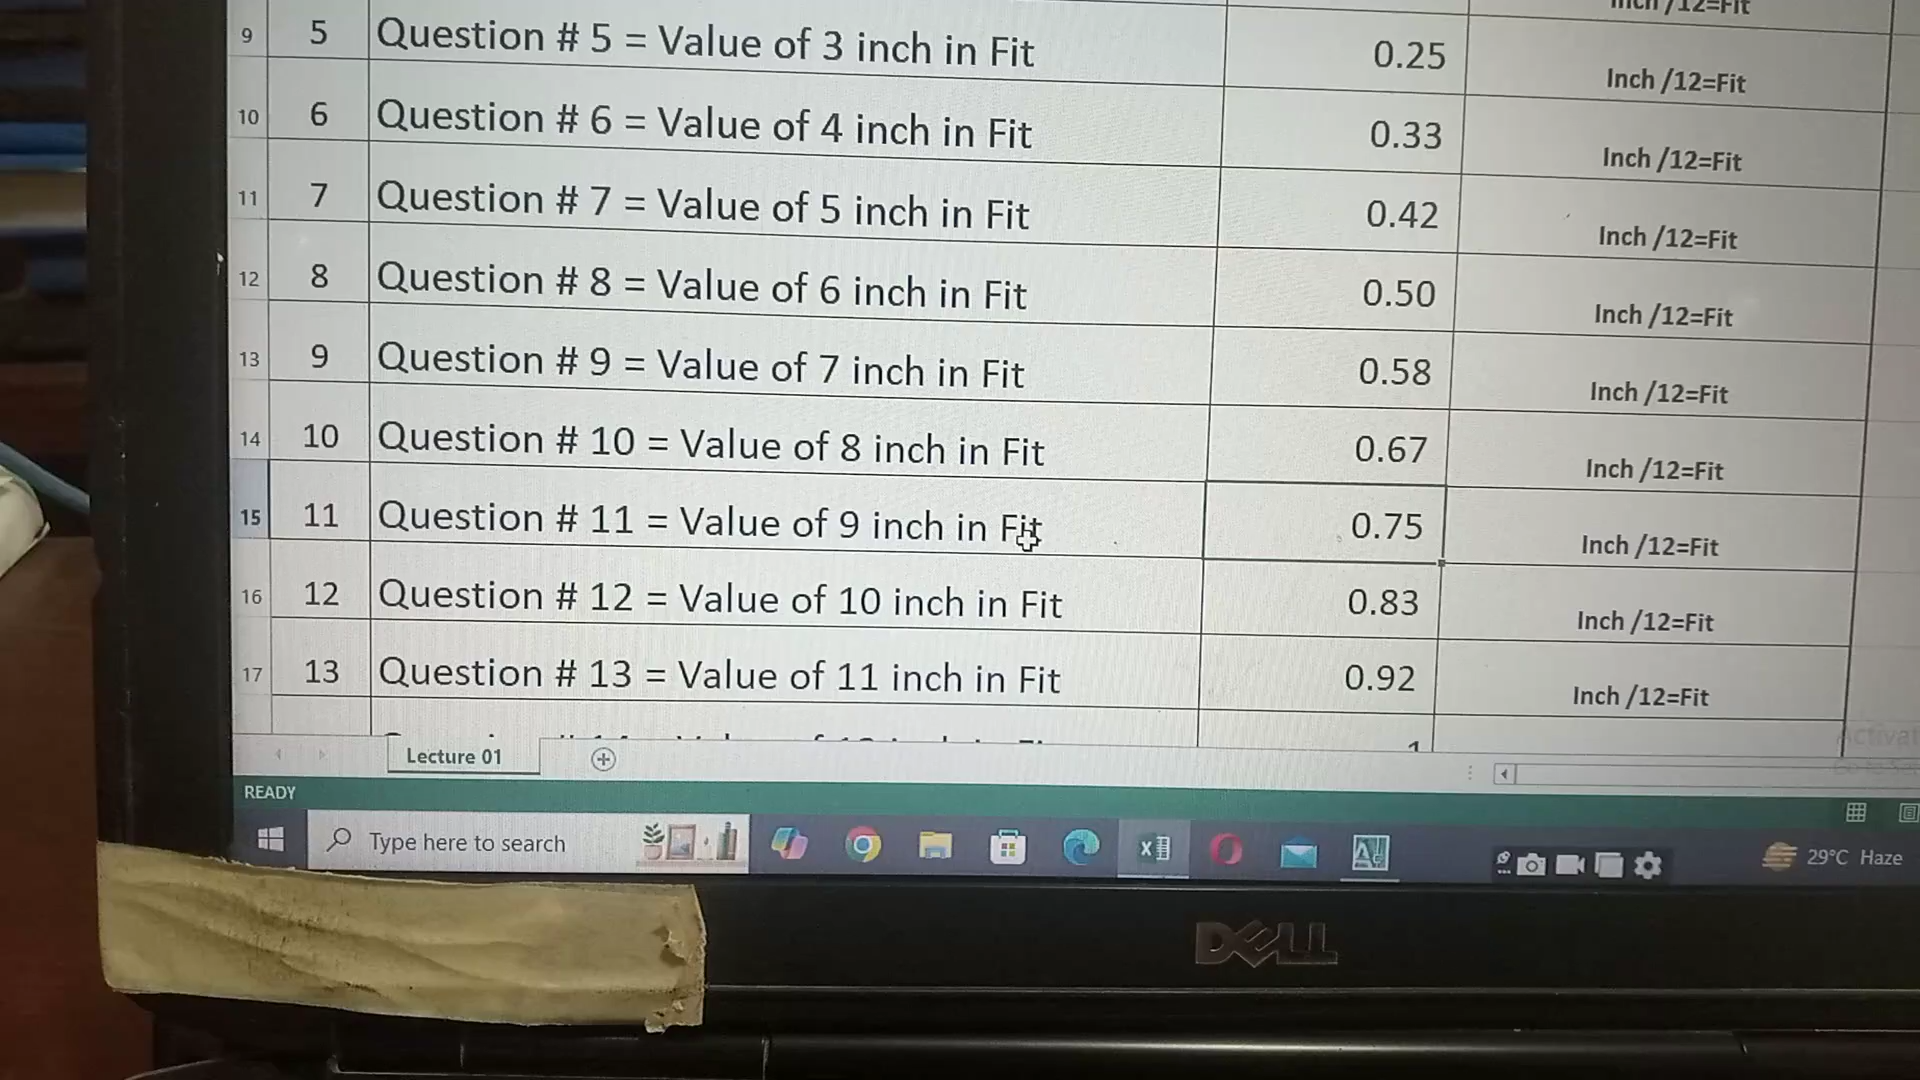 Inch /12=Fit
9 5 Question # 5 = Value of 3 inch in Fit 0.25 Inch /12=Fit
10 6 Question # 6 = Value of 4 inch in Fit 0.33 Inch /12=Fit
11 7 Question # 7 = Value of 5 inch in Fit 0.42 Inch /12=Fit
12 8 Question # 8 = Value of 6 inch in Fit 0.50 Inch /12=Fit
13 9 Question # 9 = Value of 7 inch in Fit 0.58 Inch /12=Fit
14 10 Question # 10 = Value of 8 inch in Fit 0.67 Inch /12=Fit
15 11 Question # 11 = Value of 9 inch in Fit 0.75 Inch /12=Fit
16 12 Question # 12 = Value of 10 inch in Fit 0.83 Inch /12=Fit
17 13 Question # 13 = Value of 11 inch in Fit 0.92 Inch /12=Fit
Lecture 01
READY
Type here to search
29°C Haze
DELL